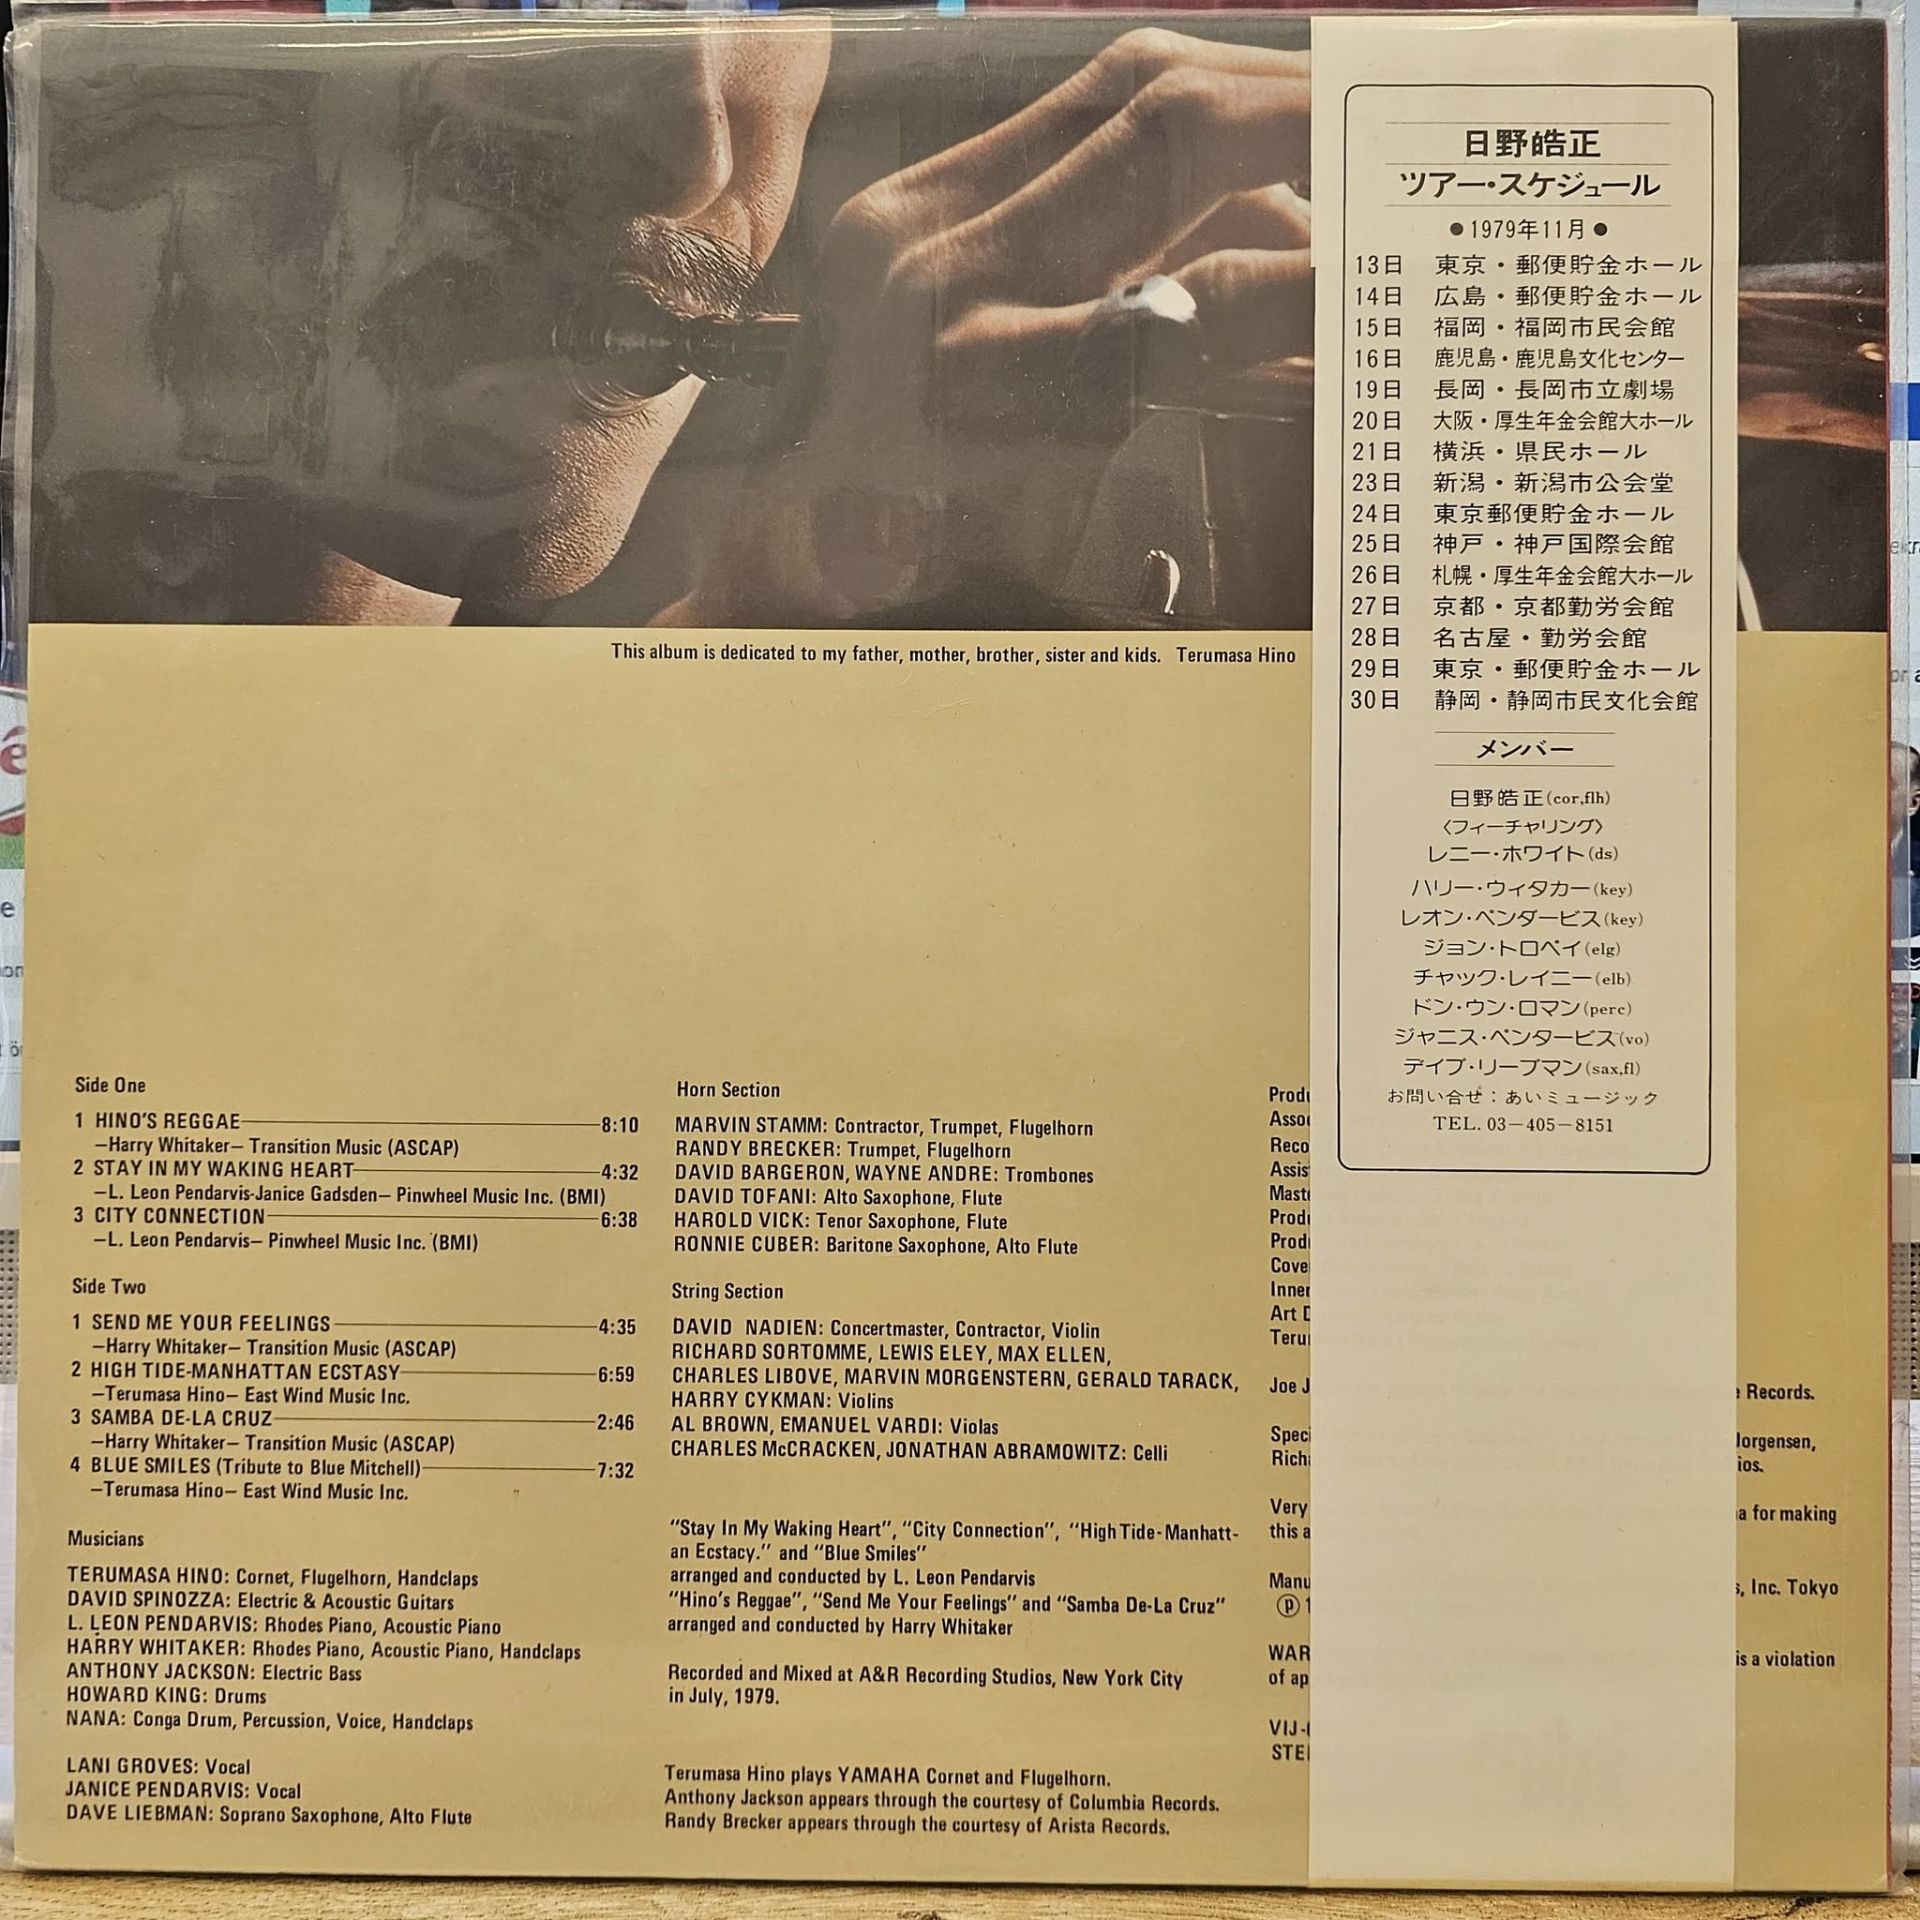 This album is dedicated to my father, mother, brother, sister and kids. Terumasa Hino
Side One
1 HINO'S REGGAE 8:10
—Harry Whitaker— Transition Music (ASCAP)
2 STAY IN MY WAKING HEART 4:32
—L. Leon Pendarvis-Janice Gadsden— Pinwheel Music Inc. (BMI)
3 CITY CONNECTION 6:38
—L. Leon Pendarvis— Pinwheel Music Inc. (BMI)
Side Two
1 SEND ME YOUR FEELINGS 4:35
—Harry Whitaker— Transition Music (ASCAP)
2 HIGH TIDE-MANHATTAN ECSTASY 6:59
—Terumasa Hino— East Wind Music Inc.
3 SAMBA DE-LA CRUZ 2:46
—Harry Whitaker— Transition Music (ASCAP)
4 BLUE SMILES (Tribute to Blue Mitchell) 7:32
—Terumasa Hino— East Wind Music Inc.
Musicians
TERUMASA HINO: Cornet, Flugelhorn, Handclaps
DAVID SPINOZZA: Electric & Acoustic Guitars
L. LEON PENDARVIS: Rhodes Piano, Acoustic Piano
HARRY WHITAKER: Rhodes Piano, Acoustic Piano, Handclaps
ANTHONY JACKSON: Electric Bass
HOWARD KING: Drums
NANA: Conga Drum, Percussion, Voice, Handclaps
LANI GROVES: Vocal
JANICE PENDARVIS: Vocal
DAVE LIEBMAN: Soprano Saxophone, Alto Flute
Horn Section
MARVIN STAMM: Contractor, Trumpet, Flugelhorn
RANDY BRECKER: Trumpet, Flugelhorn
DAVID BARGERON, WAYNE ANDRE: Trombones
DAVID TOFANI: Alto Saxophone, Flute
HAROLD VICK: Tenor Saxophone, Flute
RONNIE CUBER: Baritone Saxophone, Alto Flute
String Section
DAVID NADIEN: Concertmaster, Contractor, Violin
RICHARD SORTOMME, LEWIS ELEY, MAX ELLEN,
CHARLES LIBOVE, MARVIN MORGENSTERN, GERALD TARACK,
HARRY CYKMAN: Violins
AL BROWN, EMANUEL VARDI: Violas
CHARLES McCRACKEN, JONATHAN ABRAMOWITZ: Celli
"Stay In My Waking Heart", "City Connection", "High Tide-Manhatt-
an Ecstasy." and "Blue Smiles"
arranged and conducted by L. Leon Pendarvis
"Hino's Reggae", "Send Me Your Feelings" and "Samba De-La Cruz"
arranged and conducted by Harry Whitaker
Recorded and Mixed at A&R Recording Studios, New York City
in July, 1979.
Terumasa Hino plays YAMAHA Cornet and Flugelhorn.
Anthony Jackson appears through the courtesy of Columbia Records.
Randy Brecker appears through the courtesy of Arista Records.
Joe J
Very
this a
of ap
Records.
Jorgensen,
for making
Inc. Tokyo
is a violation
日野皓正
ツアー・スケジュール
●1979年11月●
13日 東京・郵便貯金ホール
14日 広島・郵便貯金ホール
15日 福岡・福岡市民会館
16日 鹿児島・鹿児島文化センター
19日 長岡・長岡市立劇場
20日 大阪・厚生年金会館大ホール
21日 横浜・県民ホール
23日 新潟・新潟市公会堂
24日 東京郵便貯金ホール
25日 神戸・神戸国際会館
26日 札幌・厚生年金会館大ホール
27日 京都・京都勤労会館
28日 名古屋・勤労会館
29日 東京・郵便貯金ホール
30日 静岡・静岡市民文化会館
メンバー
日野皓正(cor,flh)
〈フィーチャリング〉
レニー・ホワイト(ds)
ハリー・ウィタカー(key)
レオン・ペンダービス(key)
ジョン・トロペイ(elg)
チャック・レイニー(elb)
ドン・ウン・ロマン(perc)
ジャニス・ペンタービス(vo)
デイブ・リーブマン(sax,fl)
お問い合せ：あいミュージック
TEL. 03-405-8151